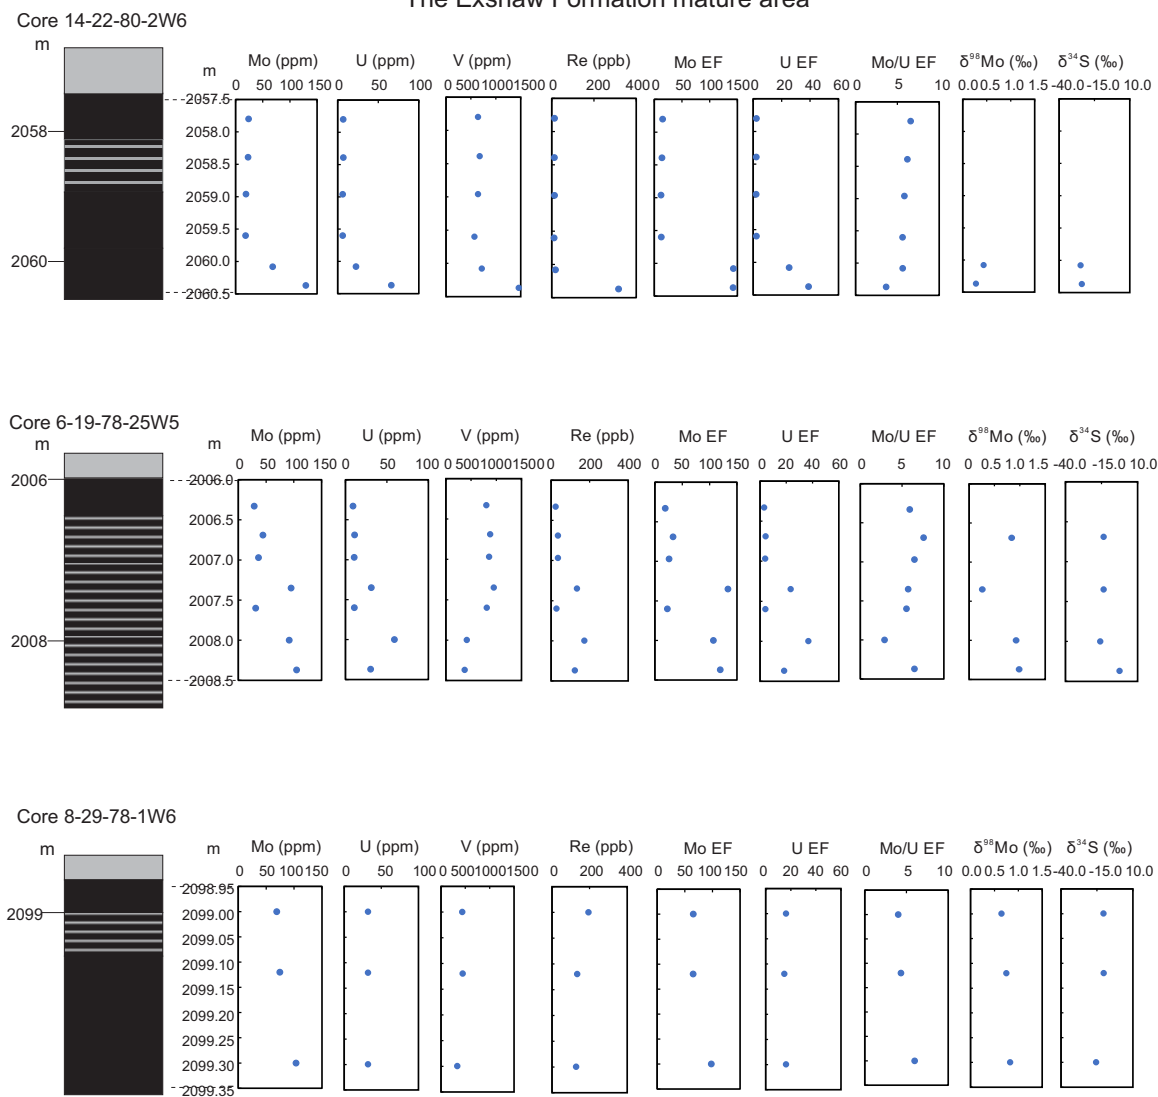 The Exshaw Formation mature area
Core 14-22-80-2W6
m
m
Mo (ppm) U (ppm) V (ppm) Re (ppb) Mo EF U EF Mo/U EF δ98Mo (‰) δ34S (‰)
0 50 100 150 0 50 100 0 500 1000 1500 0 200 400 0 50 100 150 0 20 40 60 0 5 10 0.0 0.5 1.0 1.5 -40.0 -15.0 10.0
2057.5
2058
2058.0
2058.5
2059.0
2059.5
2060
2060.0
2060.5
Core 6-19-78-25W5
m
m
Mo (ppm) U (ppm) V (ppm) Re (ppb) Mo EF U EF Mo/U EF δ98Mo (‰) δ34S (‰)
0 50 100 150 0 50 100 0 500 1000 1500 0 200 400 0 50 100 150 0 20 40 60 0 5 10 0 0.5 1.0 1.5 -40.0 -15.0 10.0
2006
2006.0
2006.5
2007.0
2007.5
2008
2008.0
2008.5
Core 8-29-78-1W6
m
m
Mo (ppm) U (ppm) V (ppm) Re (ppb) Mo EF U EF Mo/U EF δ98Mo (‰) δ34S (‰)
0 50 100 150 0 50 100 0 500 1000 1500 0 200 400 0 50 100 150 0 20 40 60 0 5 10 0.0 0.5 1.0 1.5 -40.0 -15.0 10.0
2098.95
2099
2099.00
2099.05
2099.10
2099.15
2099.20
2099.25
2099.30
2099.35